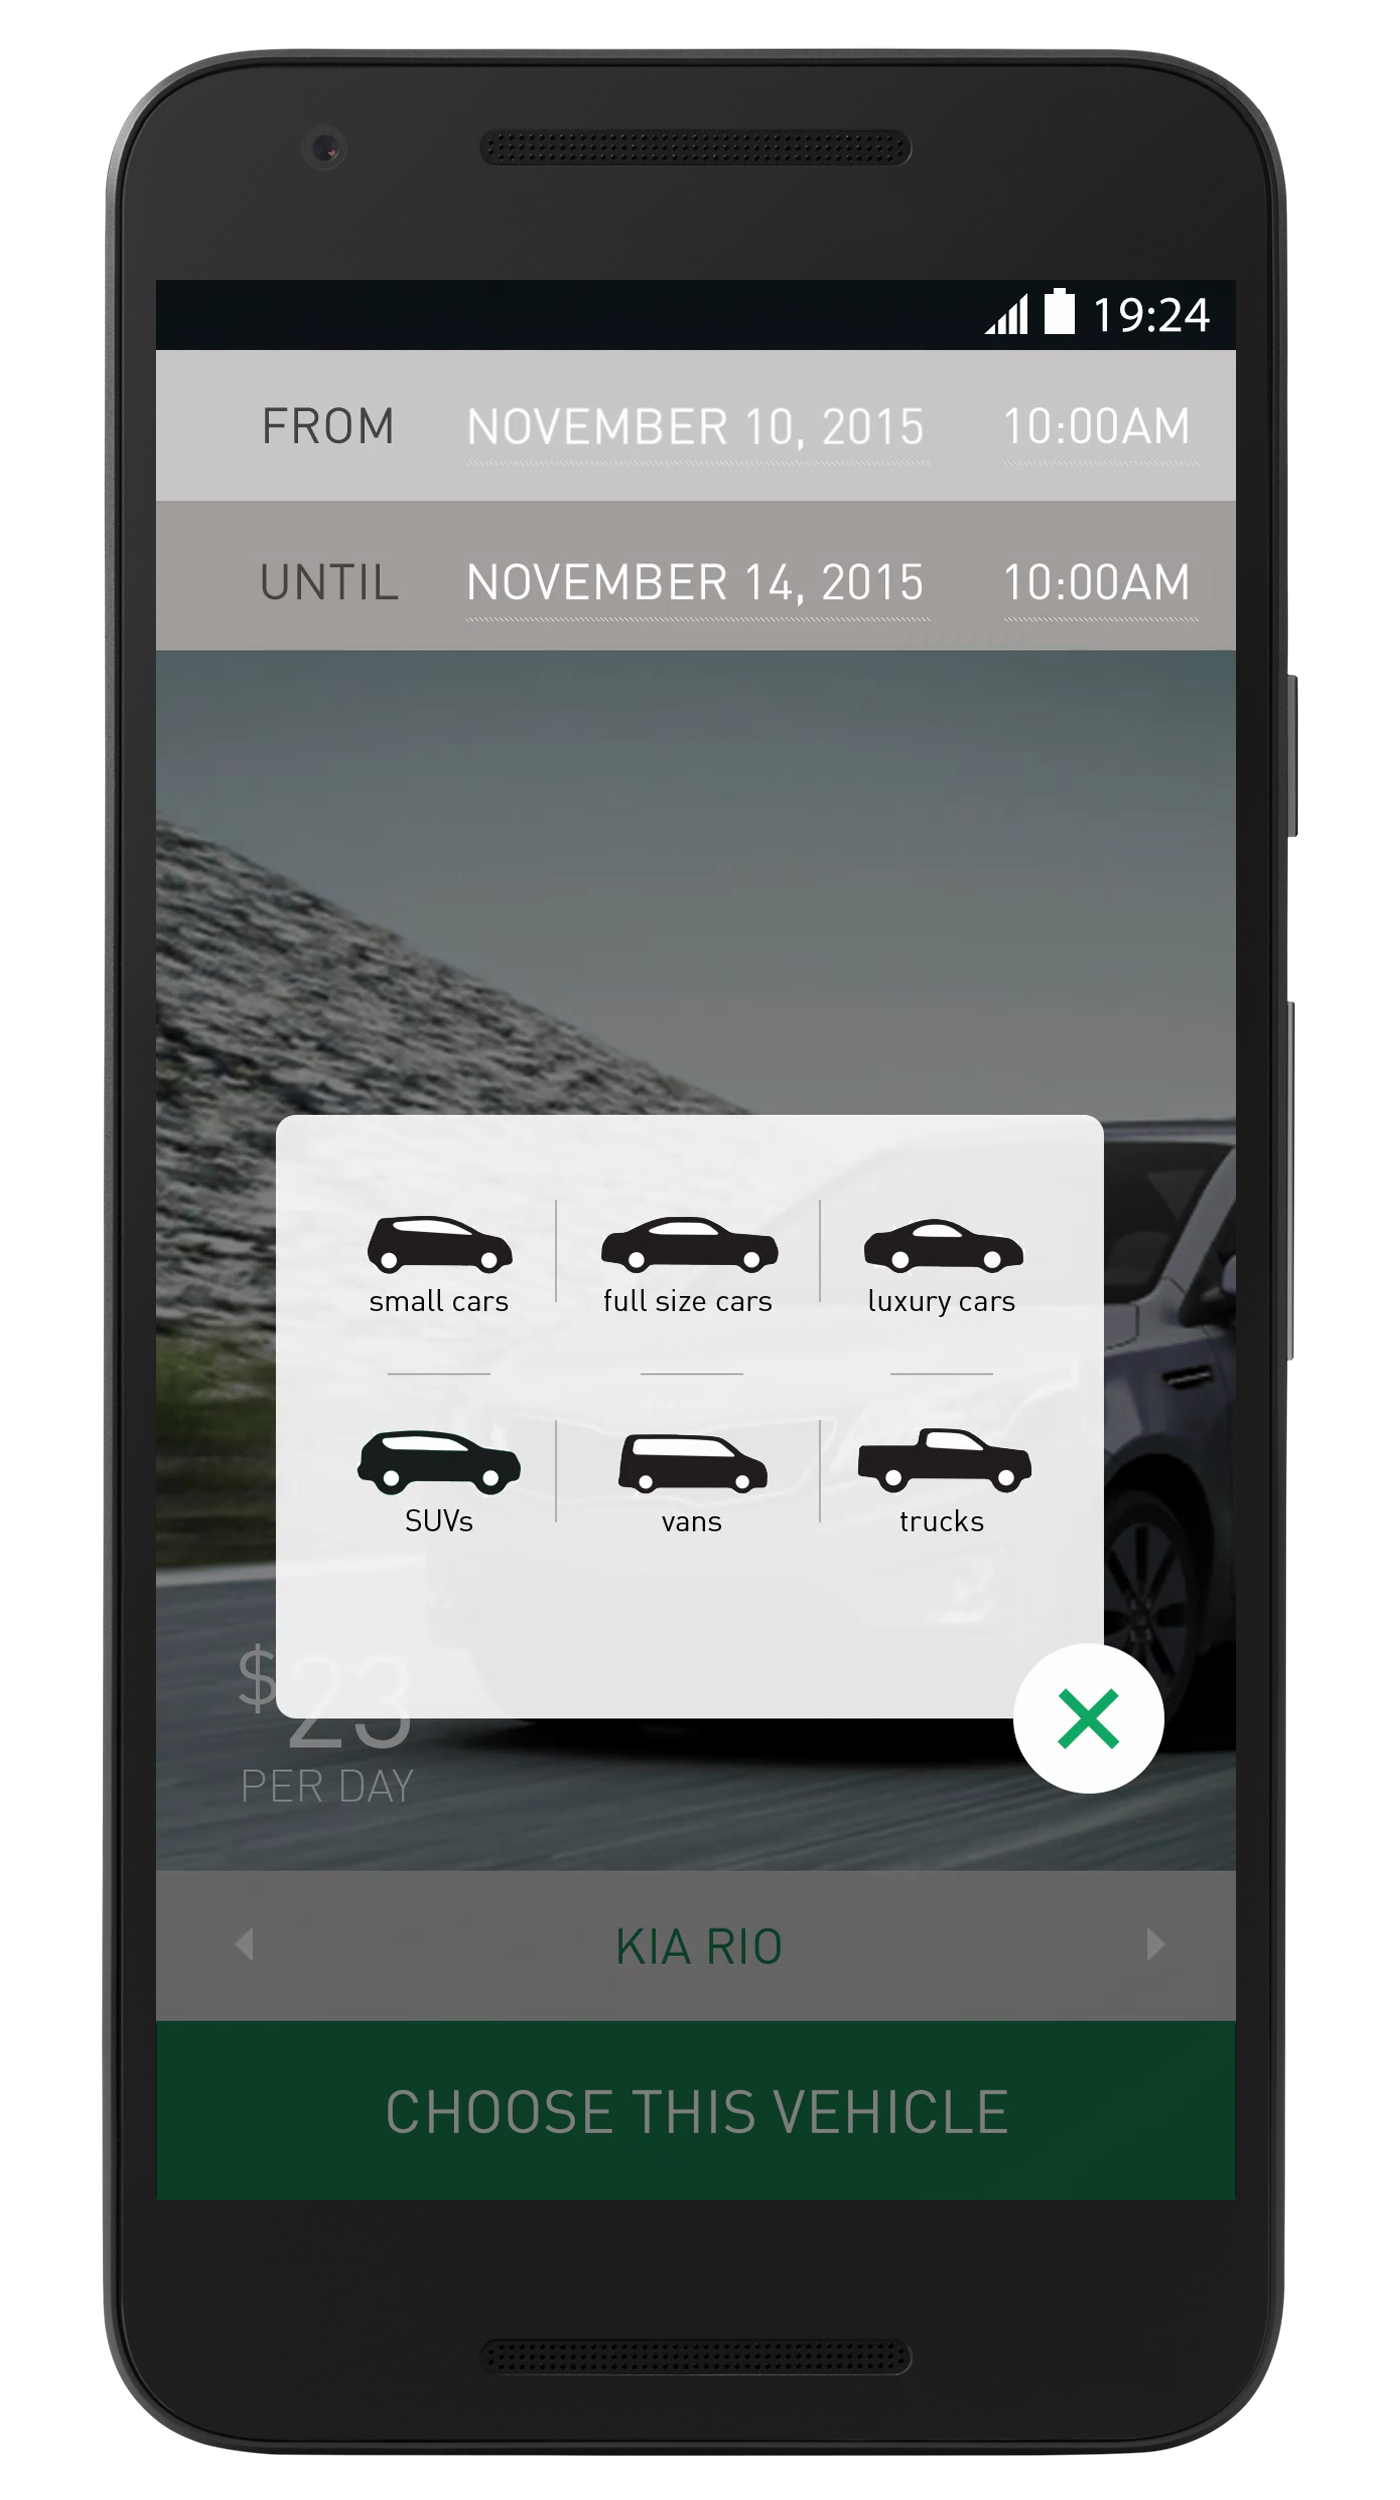 19:24
FROM NOVEMBER 10, 2015 10:00AM
UNTIL NOVEMBER 14, 2015 10:00AM
small cars full size cars luxury cars
SUVs vans trucks
$23
PER DAY
KIA RIO
CHOOSE THIS VEHICLE